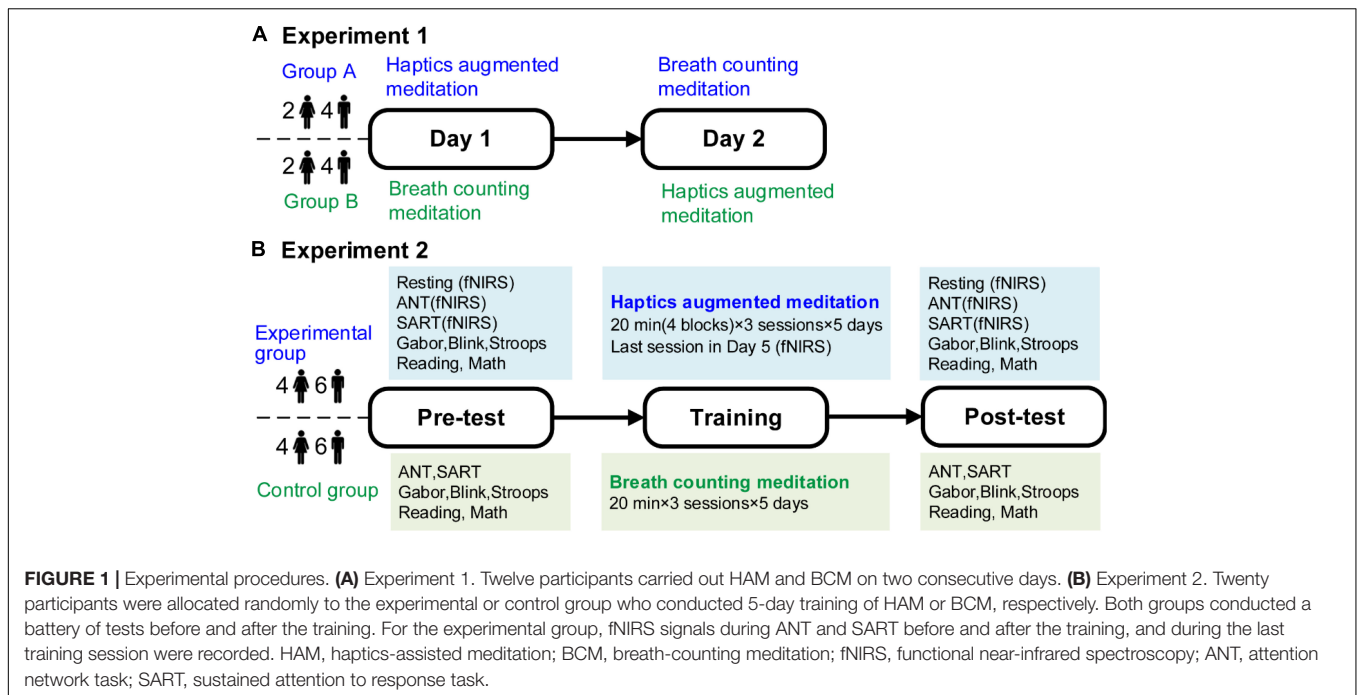 A Experiment 1
Group A
Haptics augmented
meditation
Breath counting
meditation
2 4
Day 1
Day 2
2 4
Group B
Breath counting
meditation
Haptics augmented
meditation
B Experiment 2
Resting (fNIRS)
ANT(fNIRS)
SART(fNIRS)
Gabor,Blink,Stroops
Reading, Math
Haptics augmented meditation
20 min(4 blocks)×3 sessions×5 days
Last session in Day 5 (fNIRS)
Resting (fNIRS)
ANT(fNIRS)
SART(fNIRS)
Gabor,Blink,Stroops
Reading, Math
Experimental
group
4 6
Pre-test
Training
Post-test
4 6
Control group
ANT,SART
Gabor,Blink,Stroops
Reading, Math
Breath counting meditation
20 min×3 sessions×5 days
ANT,SART
Gabor,Blink,Stroops
Reading, Math
FIGURE 1 | Experimental procedures. (A) Experiment 1. Twelve participants carried out HAM and BCM on two consecutive days. (B) Experiment 2. Twenty
participants were allocated randomly to the experimental or control group who conducted 5-day training of HAM or BCM, respectively. Both groups conducted a
battery of tests before and after the training. For the experimental group, fNIRS signals during ANT and SART before and after the training, and during the last
training session were recorded. HAM, haptics-assisted meditation; BCM, breath-counting meditation; fNIRS, functional near-infrared spectroscopy; ANT, attention
network task; SART, sustained attention to response task.